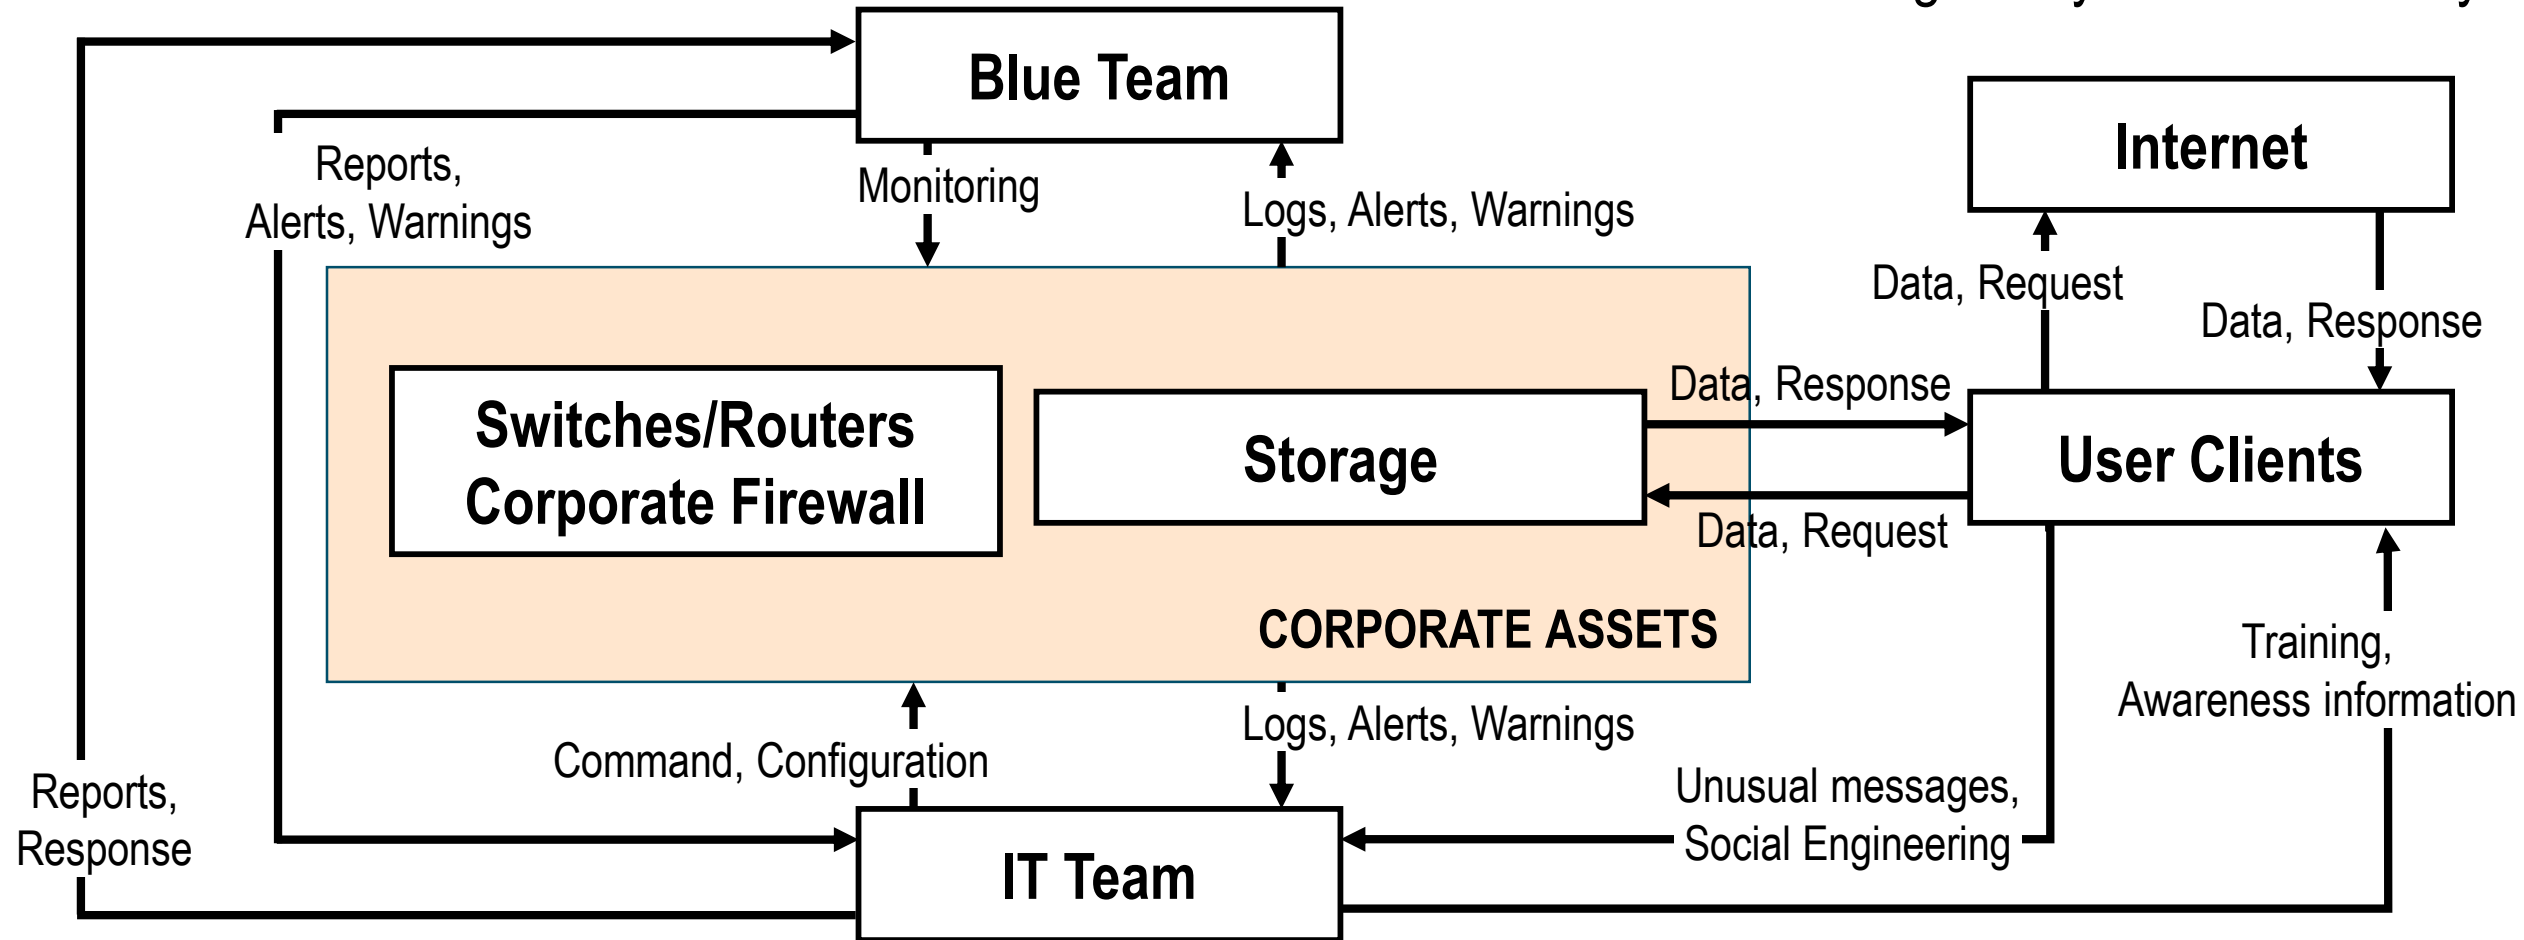 Blue Team
Internet
Reports,
Alerts, Warnings
Monitoring
Logs, Alerts, Warnings
Data, Request
Data, Response
Data, Response
Switches/Routers
Corporate Firewall
Storage
User Clients
Data, Request
CORPORATE ASSETS
Training,
Awareness information
Logs, Alerts, Warnings
Command, Configuration
Unusual messages,
Social Engineering
Reports,
Response
IT Team